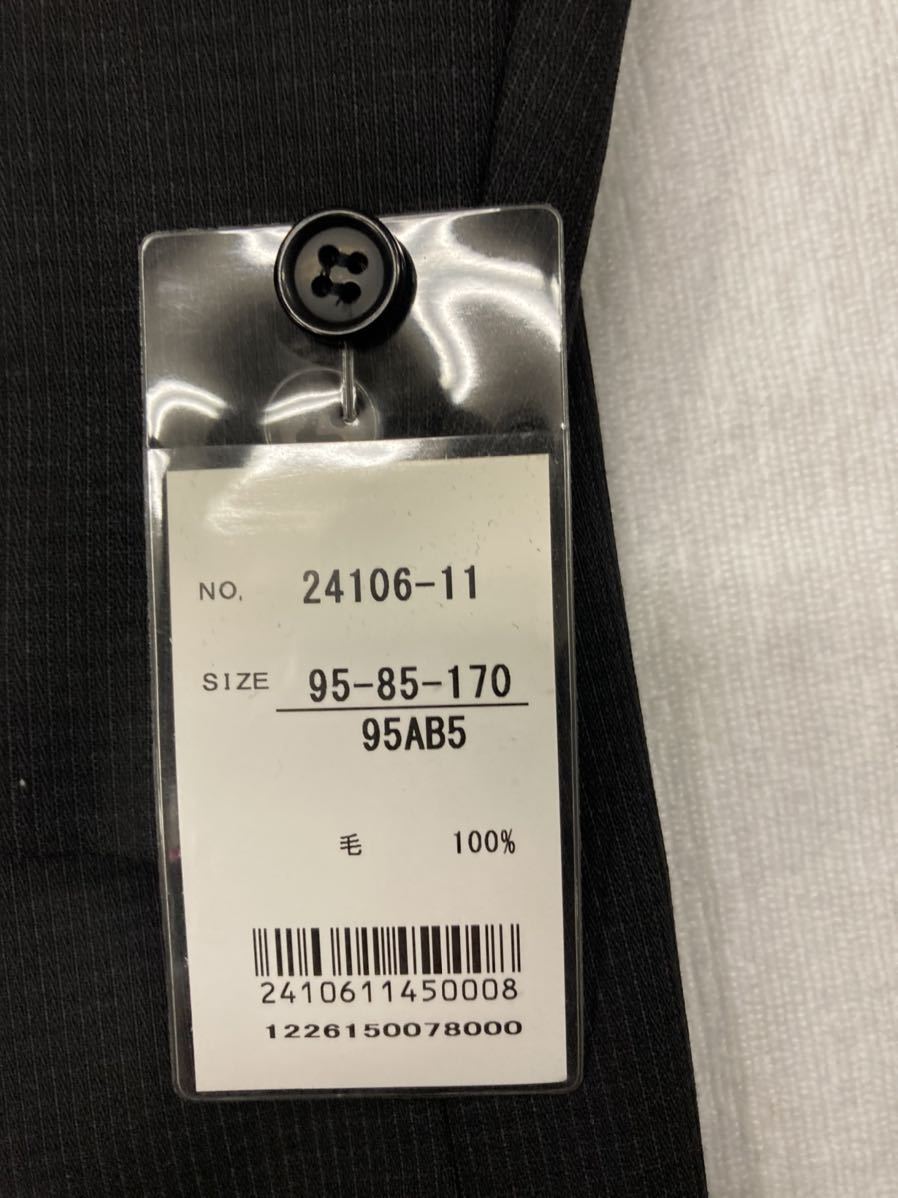 NO. 24106-11
SIZE 95-85-170
95AB5
毛 100%
2410611450008
1226150078000